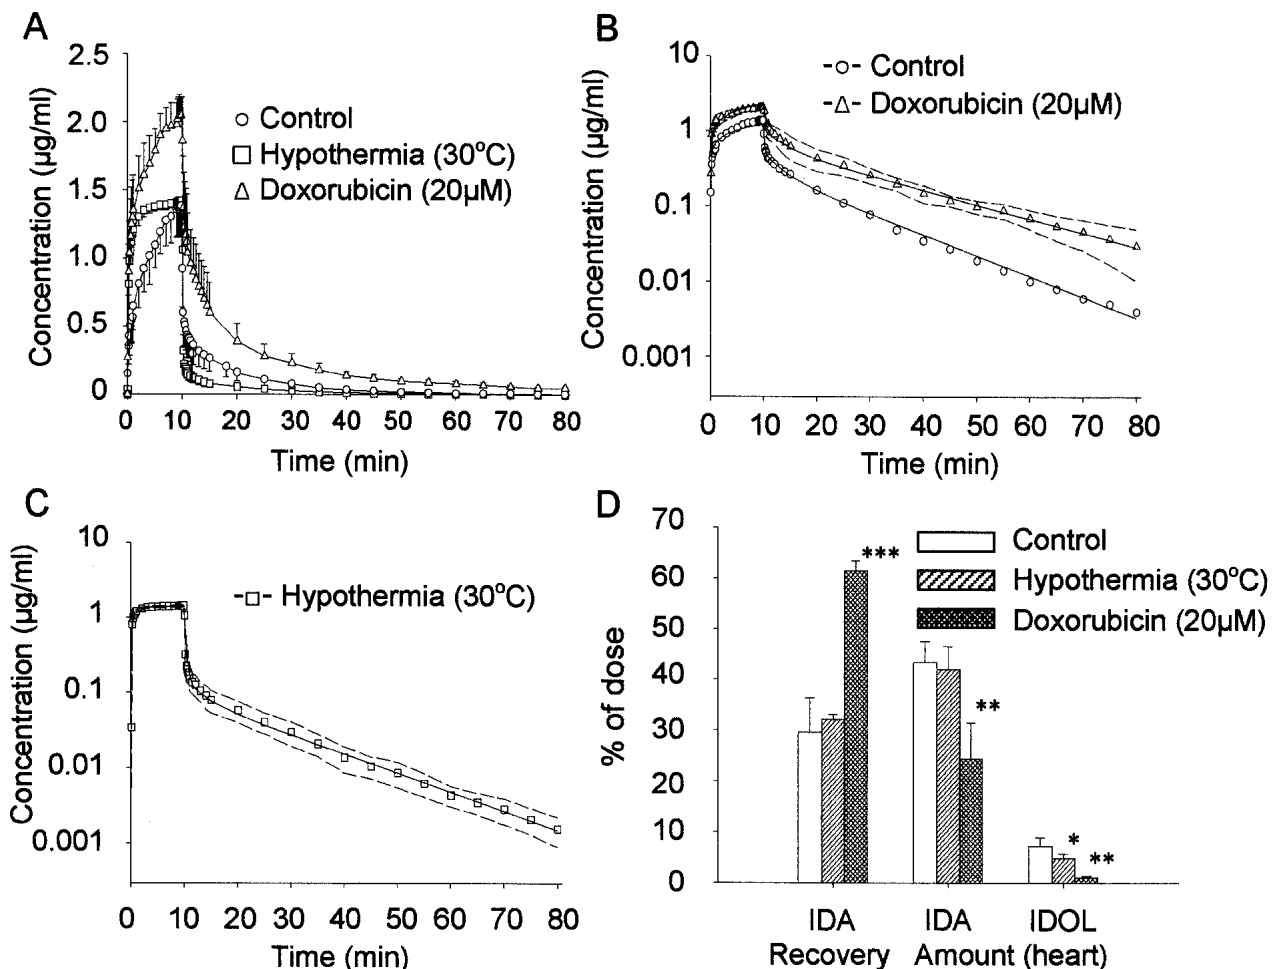 A
Concentration (µg/ml)
2.5
2.0
1.5
1.0
0.5
0
Control
Hypothermia (30°C)
Doxorubicin (20µM)
0 10 20 30 40 50 60 70 80
Time (min)
B
Concentration (µg/ml)
10
1
0.1
0.01
0.001
Control
Doxorubicin (20µM)
0 10 20 30 40 50 60 70 80
Time (min)
C
Concentration (µg/ml)
10
1
0.1
0.01
0.001
Hypothermia (30°C)
0 10 20 30 40 50 60 70 80
Time (min)
D
% of dose
70
60
50
40
30
20
10
0
Control
Hypothermia (30°C)
Doxorubicin (20µM)
***
**
*
**
IDA IDA IDOL
Recovery Amount (heart)